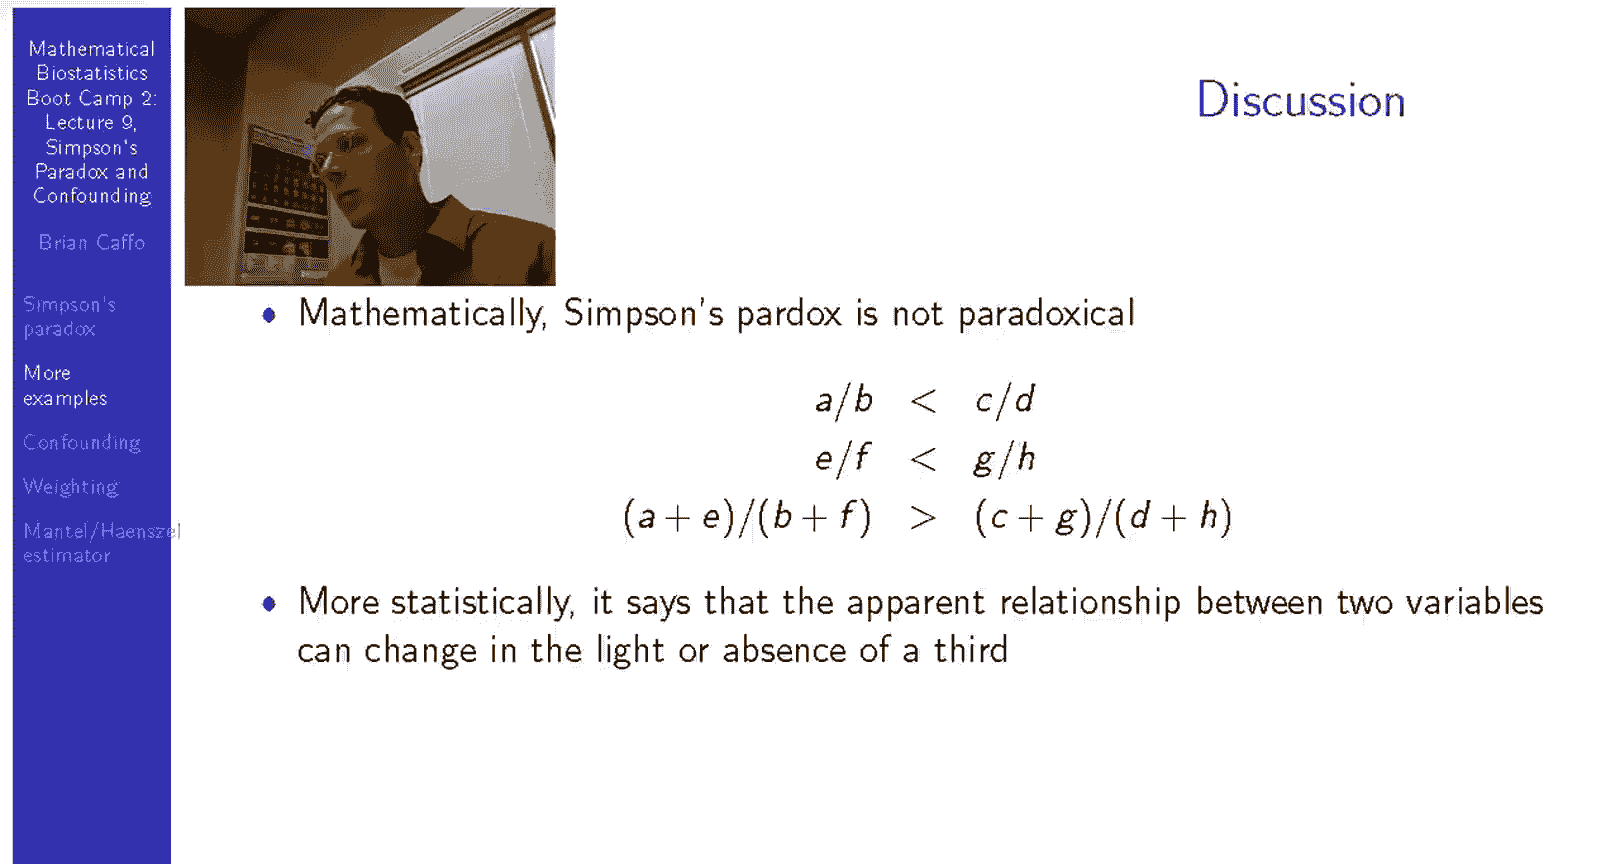 Mathematical
Biostatistics
Boot Camp 2:
Lecture 9,
Simpson's
Paradox and
Confounding
Brian Caffo
Simpson's
paradox
More
examples
Confounding
Weighting
Mantel/Haenszel
estimator
Discussion
• Mathematically, Simpson's pardox is not paradoxical
a/b < c/d
e/f < g/h
(a + e)/(b + f) > (c + g)/(d + h)
• More statistically, it says that the apparent relationship between two variables
can change in the light or absence of a third